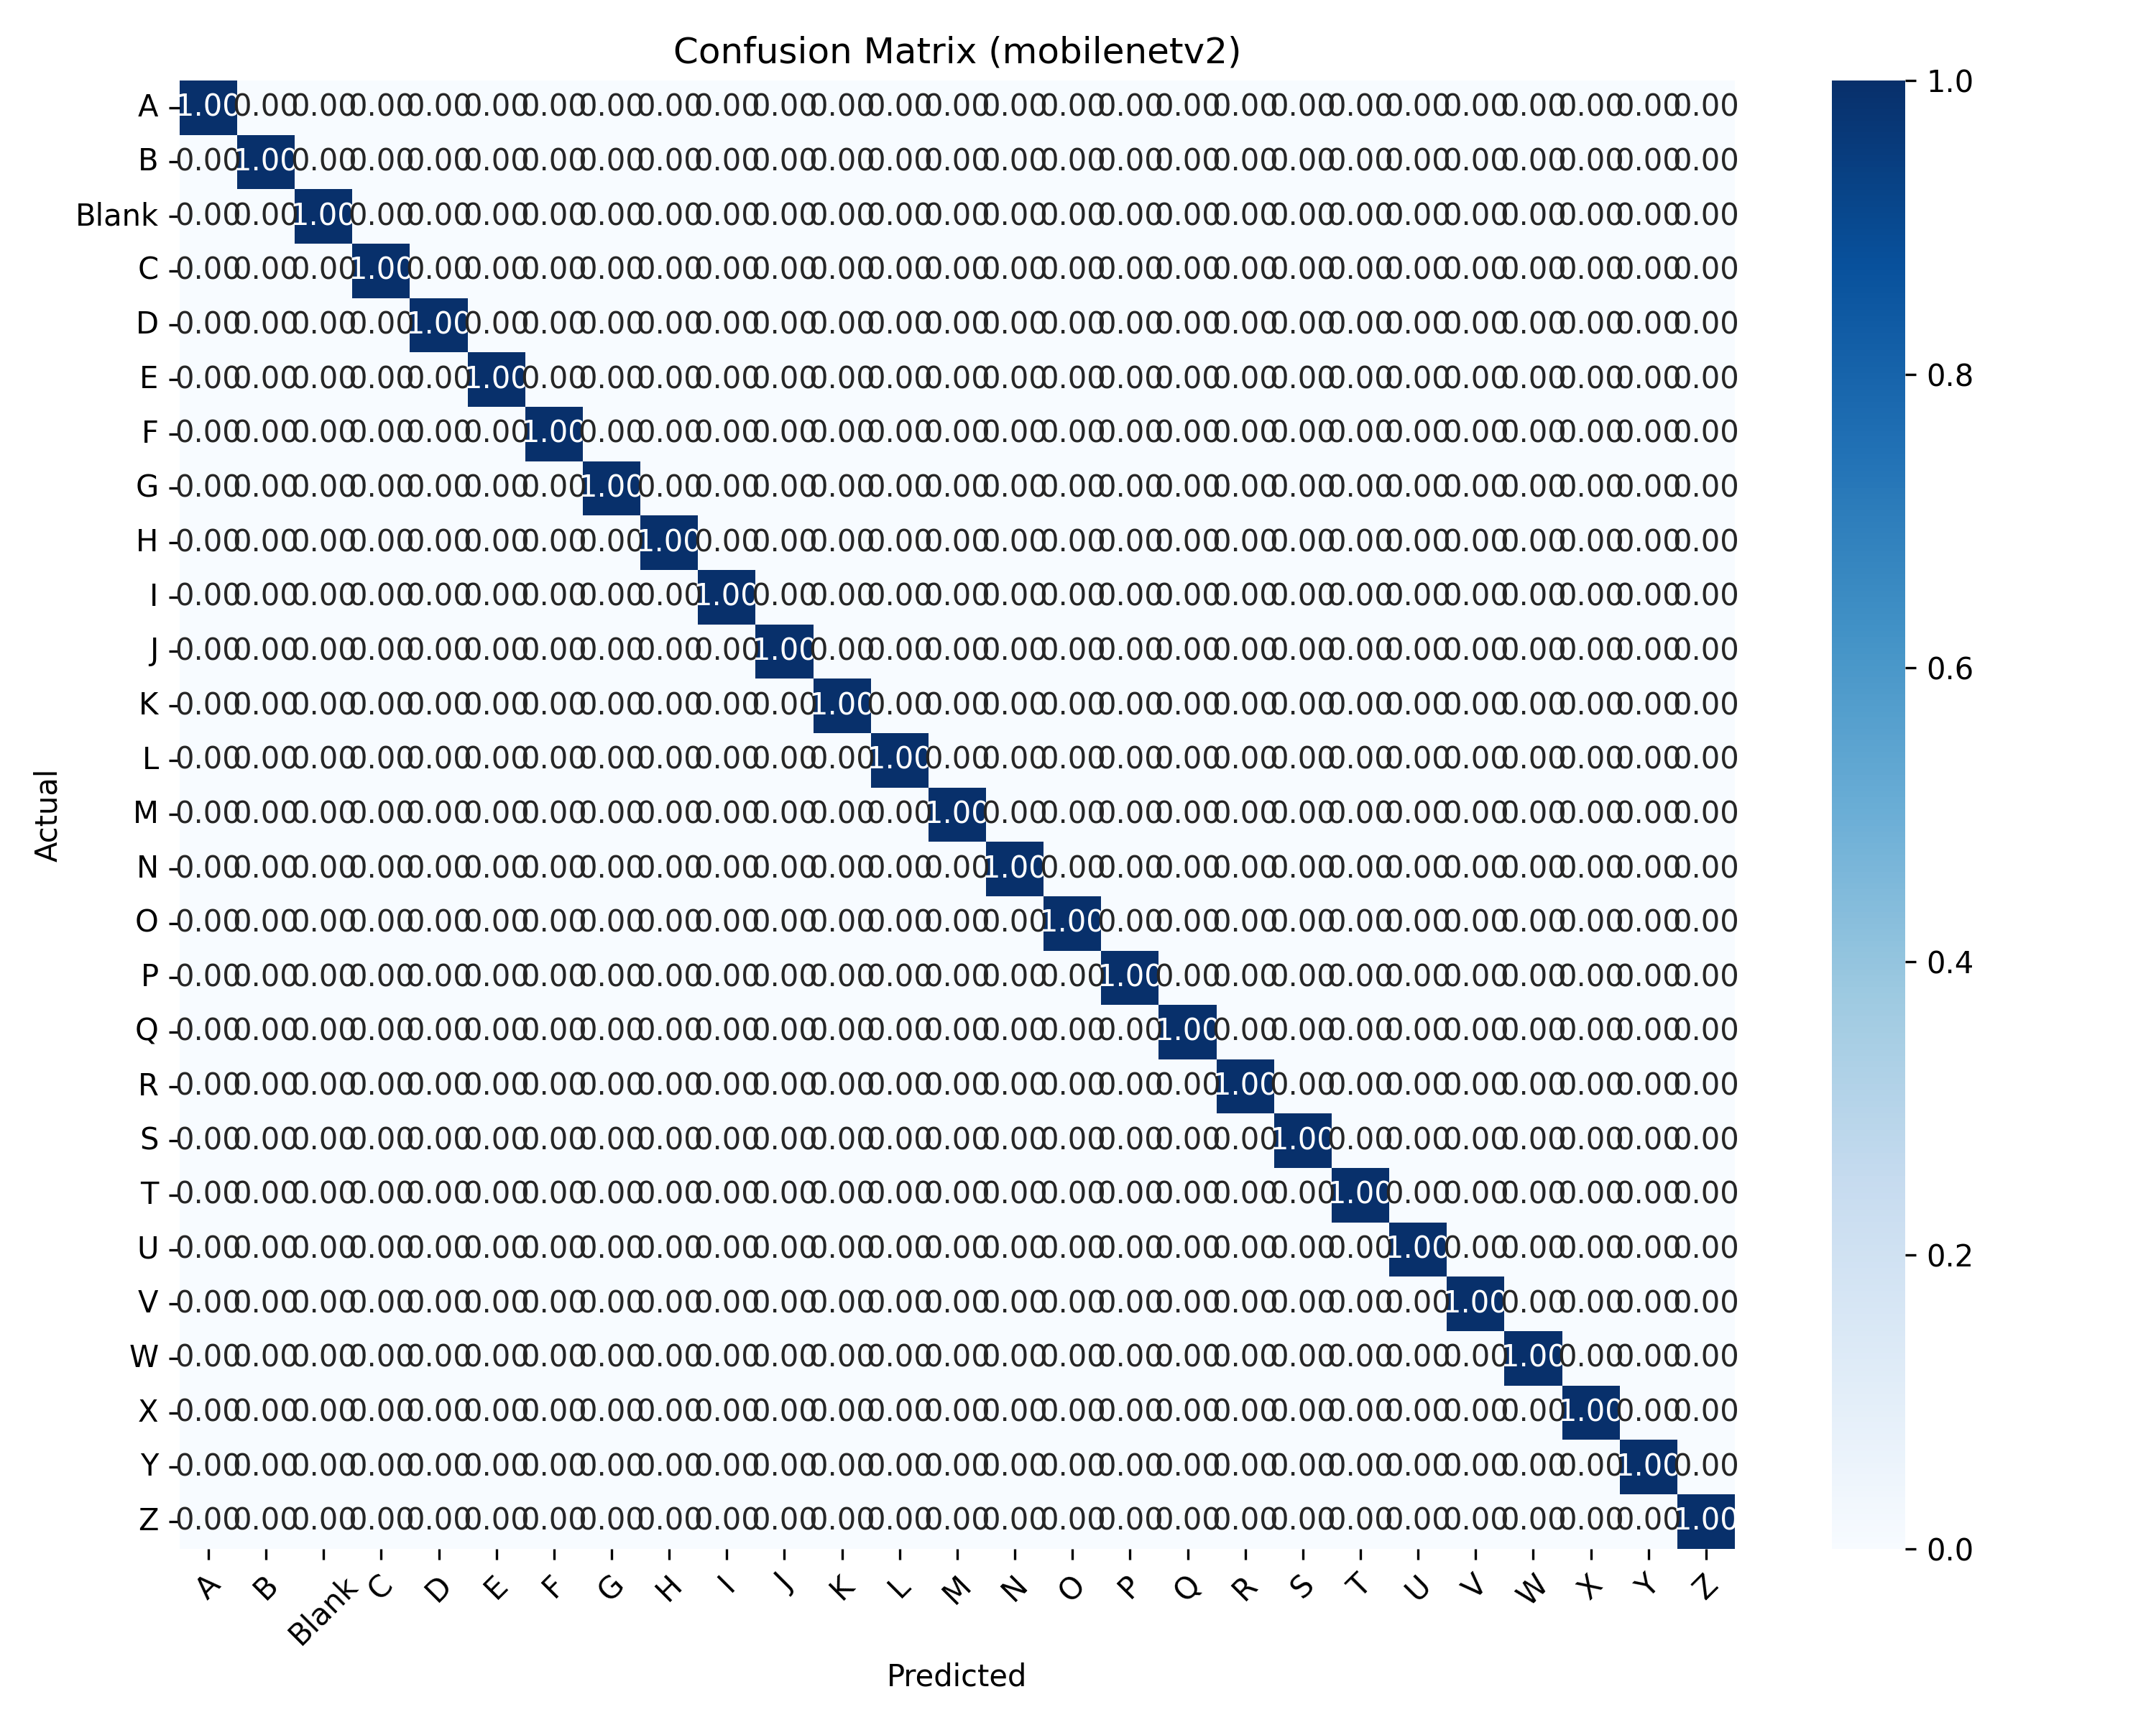 Confusion Matrix (mobilenetv2)
A 1.00 0.00 0.00 0.00 0.00 0.00 0.00 0.00 0.00 0.00 0.00 0.00 0.00 0.00 0.00 0.00 0.00 0.00 0.00 0.00 0.00 0.00 0.00 0.00 0.00 0.00 0.00
B 0.00 1.00 0.00 0.00 0.00 0.00 0.00 0.00 0.00 0.00 0.00 0.00 0.00 0.00 0.00 0.00 0.00 0.00 0.00 0.00 0.00 0.00 0.00 0.00 0.00 0.00 0.00
Blank 0.00 0.00 1.00 0.00 0.00 0.00 0.00 0.00 0.00 0.00 0.00 0.00 0.00 0.00 0.00 0.00 0.00 0.00 0.00 0.00 0.00 0.00 0.00 0.00 0.00 0.00 0.00
C 0.00 0.00 0.00 1.00 0.00 0.00 0.00 0.00 0.00 0.00 0.00 0.00 0.00 0.00 0.00 0.00 0.00 0.00 0.00 0.00 0.00 0.00 0.00 0.00 0.00 0.00 0.00
D 0.00 0.00 0.00 0.00 1.00 0.00 0.00 0.00 0.00 0.00 0.00 0.00 0.00 0.00 0.00 0.00 0.00 0.00 0.00 0.00 0.00 0.00 0.00 0.00 0.00 0.00 0.00
E 0.00 0.00 0.00 0.00 0.00 1.00 0.00 0.00 0.00 0.00 0.00 0.00 0.00 0.00 0.00 0.00 0.00 0.00 0.00 0.00 0.00 0.00 0.00 0.00 0.00 0.00 0.00
F 0.00 0.00 0.00 0.00 0.00 0.00 1.00 0.00 0.00 0.00 0.00 0.00 0.00 0.00 0.00 0.00 0.00 0.00 0.00 0.00 0.00 0.00 0.00 0.00 0.00 0.00 0.00
G 0.00 0.00 0.00 0.00 0.00 0.00 0.00 1.00 0.00 0.00 0.00 0.00 0.00 0.00 0.00 0.00 0.00 0.00 0.00 0.00 0.00 0.00 0.00 0.00 0.00 0.00 0.00
H 0.00 0.00 0.00 0.00 0.00 0.00 0.00 0.00 1.00 0.00 0.00 0.00 0.00 0.00 0.00 0.00 0.00 0.00 0.00 0.00 0.00 0.00 0.00 0.00 0.00 0.00 0.00
I 0.00 0.00 0.00 0.00 0.00 0.00 0.00 0.00 0.00 1.00 0.00 0.00 0.00 0.00 0.00 0.00 0.00 0.00 0.00 0.00 0.00 0.00 0.00 0.00 0.00 0.00 0.00
J 0.00 0.00 0.00 0.00 0.00 0.00 0.00 0.00 0.00 0.00 1.00 0.00 0.00 0.00 0.00 0.00 0.00 0.00 0.00 0.00 0.00 0.00 0.00 0.00 0.00 0.00 0.00
K 0.00 0.00 0.00 0.00 0.00 0.00 0.00 0.00 0.00 0.00 0.00 1.00 0.00 0.00 0.00 0.00 0.00 0.00 0.00 0.00 0.00 0.00 0.00 0.00 0.00 0.00 0.00
L 0.00 0.00 0.00 0.00 0.00 0.00 0.00 0.00 0.00 0.00 0.00 0.00 1.00 0.00 0.00 0.00 0.00 0.00 0.00 0.00 0.00 0.00 0.00 0.00 0.00 0.00 0.00
M 0.00 0.00 0.00 0.00 0.00 0.00 0.00 0.00 0.00 0.00 0.00 0.00 0.00 1.00 0.00 0.00 0.00 0.00 0.00 0.00 0.00 0.00 0.00 0.00 0.00 0.00 0.00
N 0.00 0.00 0.00 0.00 0.00 0.00 0.00 0.00 0.00 0.00 0.00 0.00 0.00 0.00 1.00 0.00 0.00 0.00 0.00 0.00 0.00 0.00 0.00 0.00 0.00 0.00 0.00
O 0.00 0.00 0.00 0.00 0.00 0.00 0.00 0.00 0.00 0.00 0.00 0.00 0.00 0.00 0.00 1.00 0.00 0.00 0.00 0.00 0.00 0.00 0.00 0.00 0.00 0.00 0.00
P 0.00 0.00 0.00 0.00 0.00 0.00 0.00 0.00 0.00 0.00 0.00 0.00 0.00 0.00 0.00 0.00 1.00 0.00 0.00 0.00 0.00 0.00 0.00 0.00 0.00 0.00 0.00
Q 0.00 0.00 0.00 0.00 0.00 0.00 0.00 0.00 0.00 0.00 0.00 0.00 0.00 0.00 0.00 0.00 0.00 1.00 0.00 0.00 0.00 0.00 0.00 0.00 0.00 0.00 0.00
R 0.00 0.00 0.00 0.00 0.00 0.00 0.00 0.00 0.00 0.00 0.00 0.00 0.00 0.00 0.00 0.00 0.00 0.00 1.00 0.00 0.00 0.00 0.00 0.00 0.00 0.00 0.00
S 0.00 0.00 0.00 0.00 0.00 0.00 0.00 0.00 0.00 0.00 0.00 0.00 0.00 0.00 0.00 0.00 0.00 0.00 0.00 1.00 0.00 0.00 0.00 0.00 0.00 0.00 0.00
T 0.00 0.00 0.00 0.00 0.00 0.00 0.00 0.00 0.00 0.00 0.00 0.00 0.00 0.00 0.00 0.00 0.00 0.00 0.00 0.00 1.00 0.00 0.00 0.00 0.00 0.00 0.00
U 0.00 0.00 0.00 0.00 0.00 0.00 0.00 0.00 0.00 0.00 0.00 0.00 0.00 0.00 0.00 0.00 0.00 0.00 0.00 0.00 0.00 1.00 0.00 0.00 0.00 0.00 0.00
V 0.00 0.00 0.00 0.00 0.00 0.00 0.00 0.00 0.00 0.00 0.00 0.00 0.00 0.00 0.00 0.00 0.00 0.00 0.00 0.00 0.00 0.00 1.00 0.00 0.00 0.00 0.00
W 0.00 0.00 0.00 0.00 0.00 0.00 0.00 0.00 0.00 0.00 0.00 0.00 0.00 0.00 0.00 0.00 0.00 0.00 0.00 0.00 0.00 0.00 0.00 1.00 0.00 0.00 0.00
X 0.00 0.00 0.00 0.00 0.00 0.00 0.00 0.00 0.00 0.00 0.00 0.00 0.00 0.00 0.00 0.00 0.00 0.00 0.00 0.00 0.00 0.00 0.00 0.00 1.00 0.00 0.00
Y 0.00 0.00 0.00 0.00 0.00 0.00 0.00 0.00 0.00 0.00 0.00 0.00 0.00 0.00 0.00 0.00 0.00 0.00 0.00 0.00 0.00 0.00 0.00 0.00 0.00 1.00 0.00
Z 0.00 0.00 0.00 0.00 0.00 0.00 0.00 0.00 0.00 0.00 0.00 0.00 0.00 0.00 0.00 0.00 0.00 0.00 0.00 0.00 0.00 0.00 0.00 0.00 0.00 0.00 1.00
A B Blank C D E F G H I J K L M N O P Q R S T U V W X Y Z
Predicted
Actual
1.0
0.8
0.6
0.4
0.2
0.0